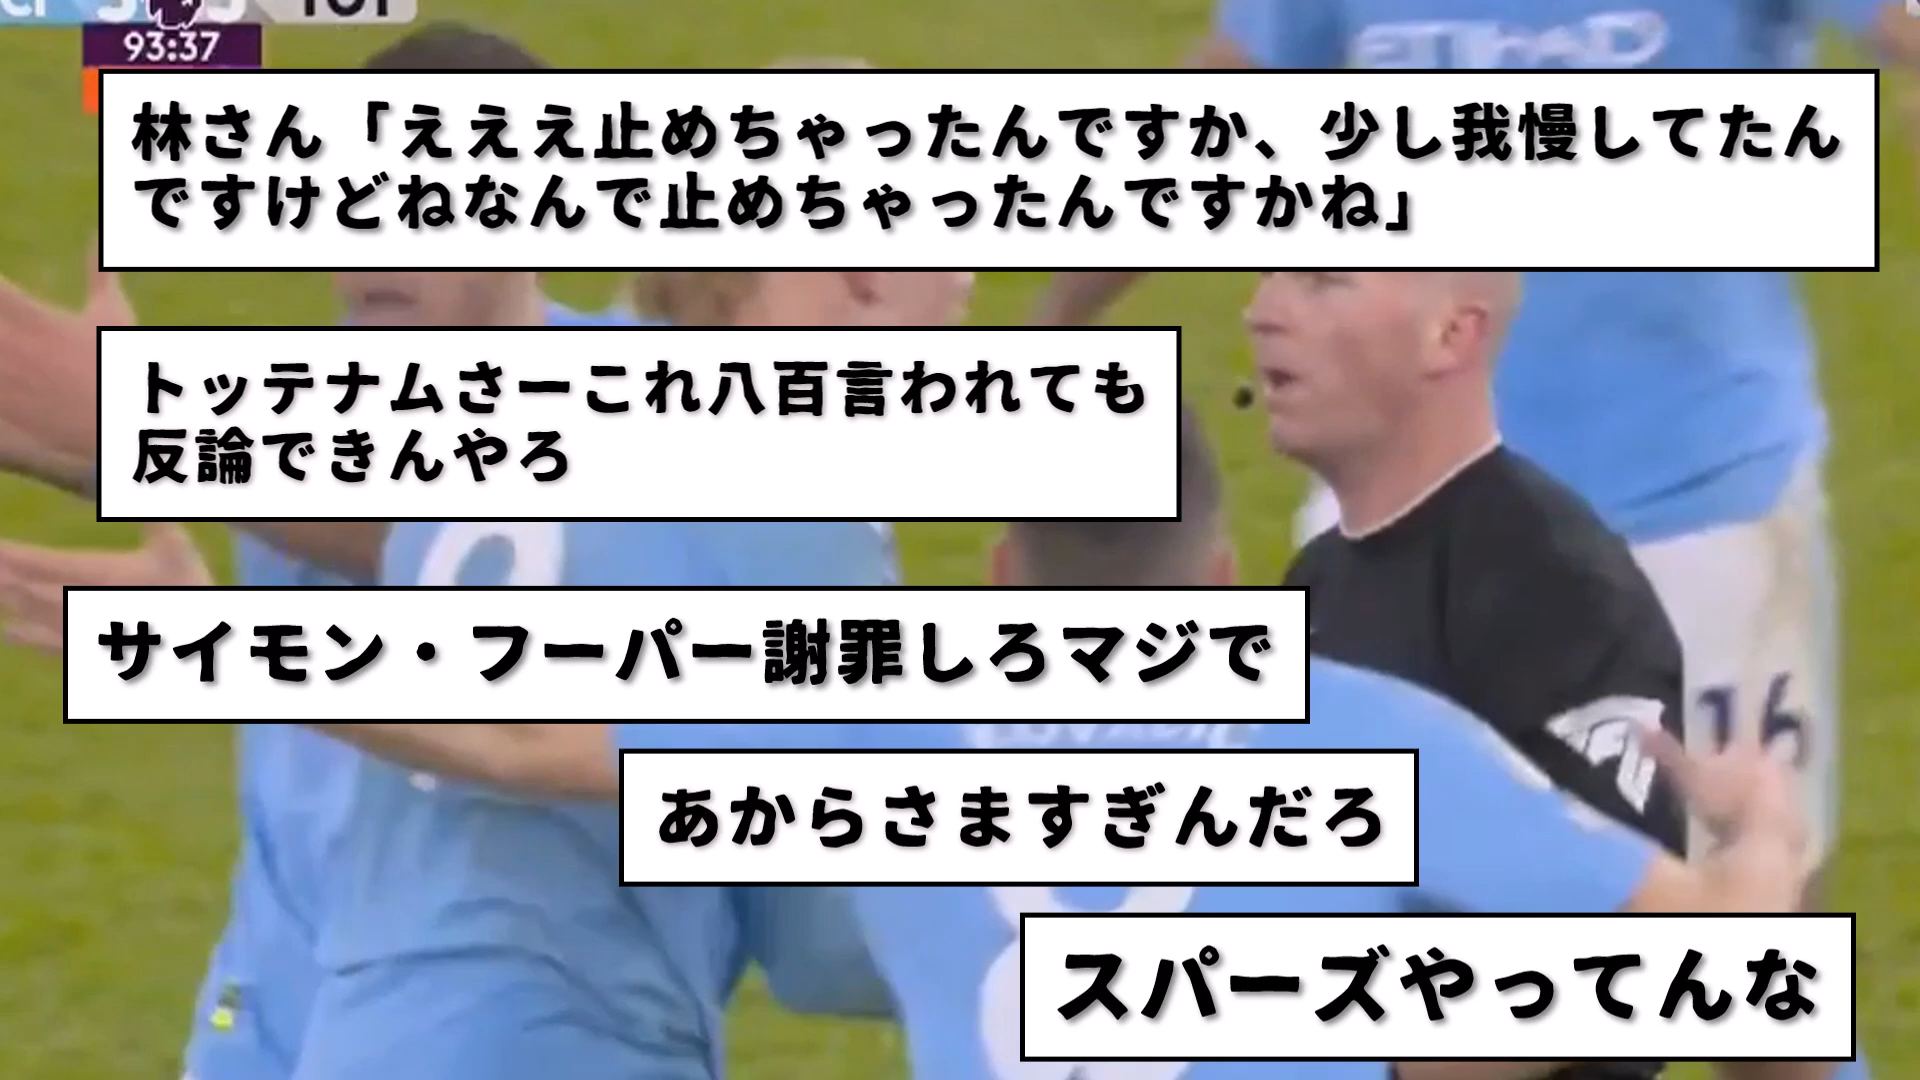 93:37
ETIHAD
林さん「えええ止めちゃったんですか、少し我慢してたん
ですけどねなんで止めちゃったんですかね」
トッテナムさーこれ八百言われても
反論できんやろ
サイモン・フーパー謝罪しろマジで
16
あからさますぎんだろ
スパーズやってんな